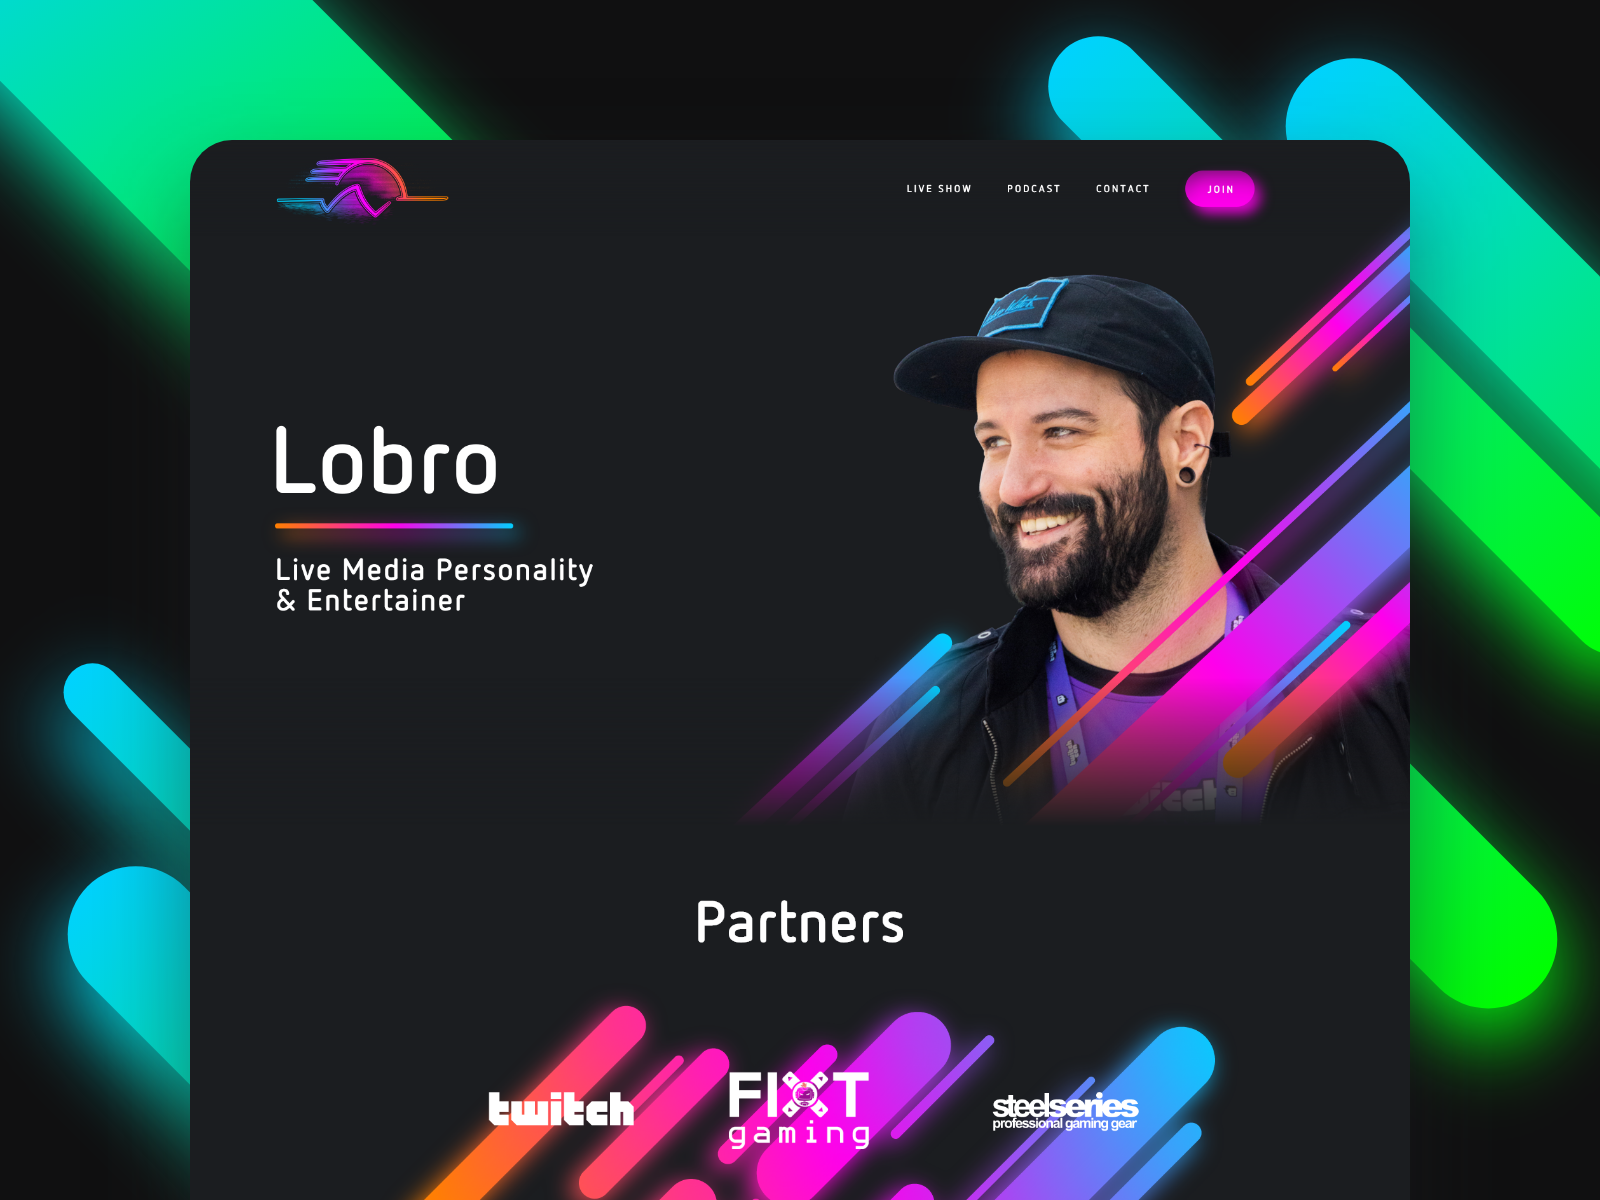 LIVE SHOW
PODCAST
CONTACT
JOIN
Lobro
Live Media Personality
& Entertainer
Partners
twitch
FIXT
gaming
steelseries
professional gaming gear